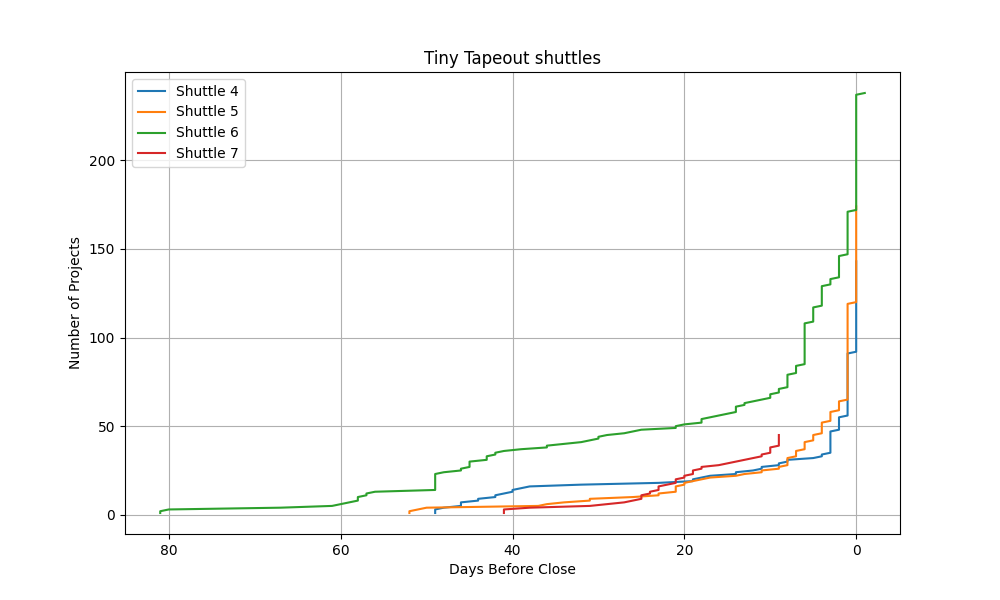 Tiny Tapeout shuttles
Shuttle 4
Shuttle 5
Shuttle 6
Shuttle 7
Number of Projects
200
150
100
50
0
80 60 40 20 0
Days Before Close